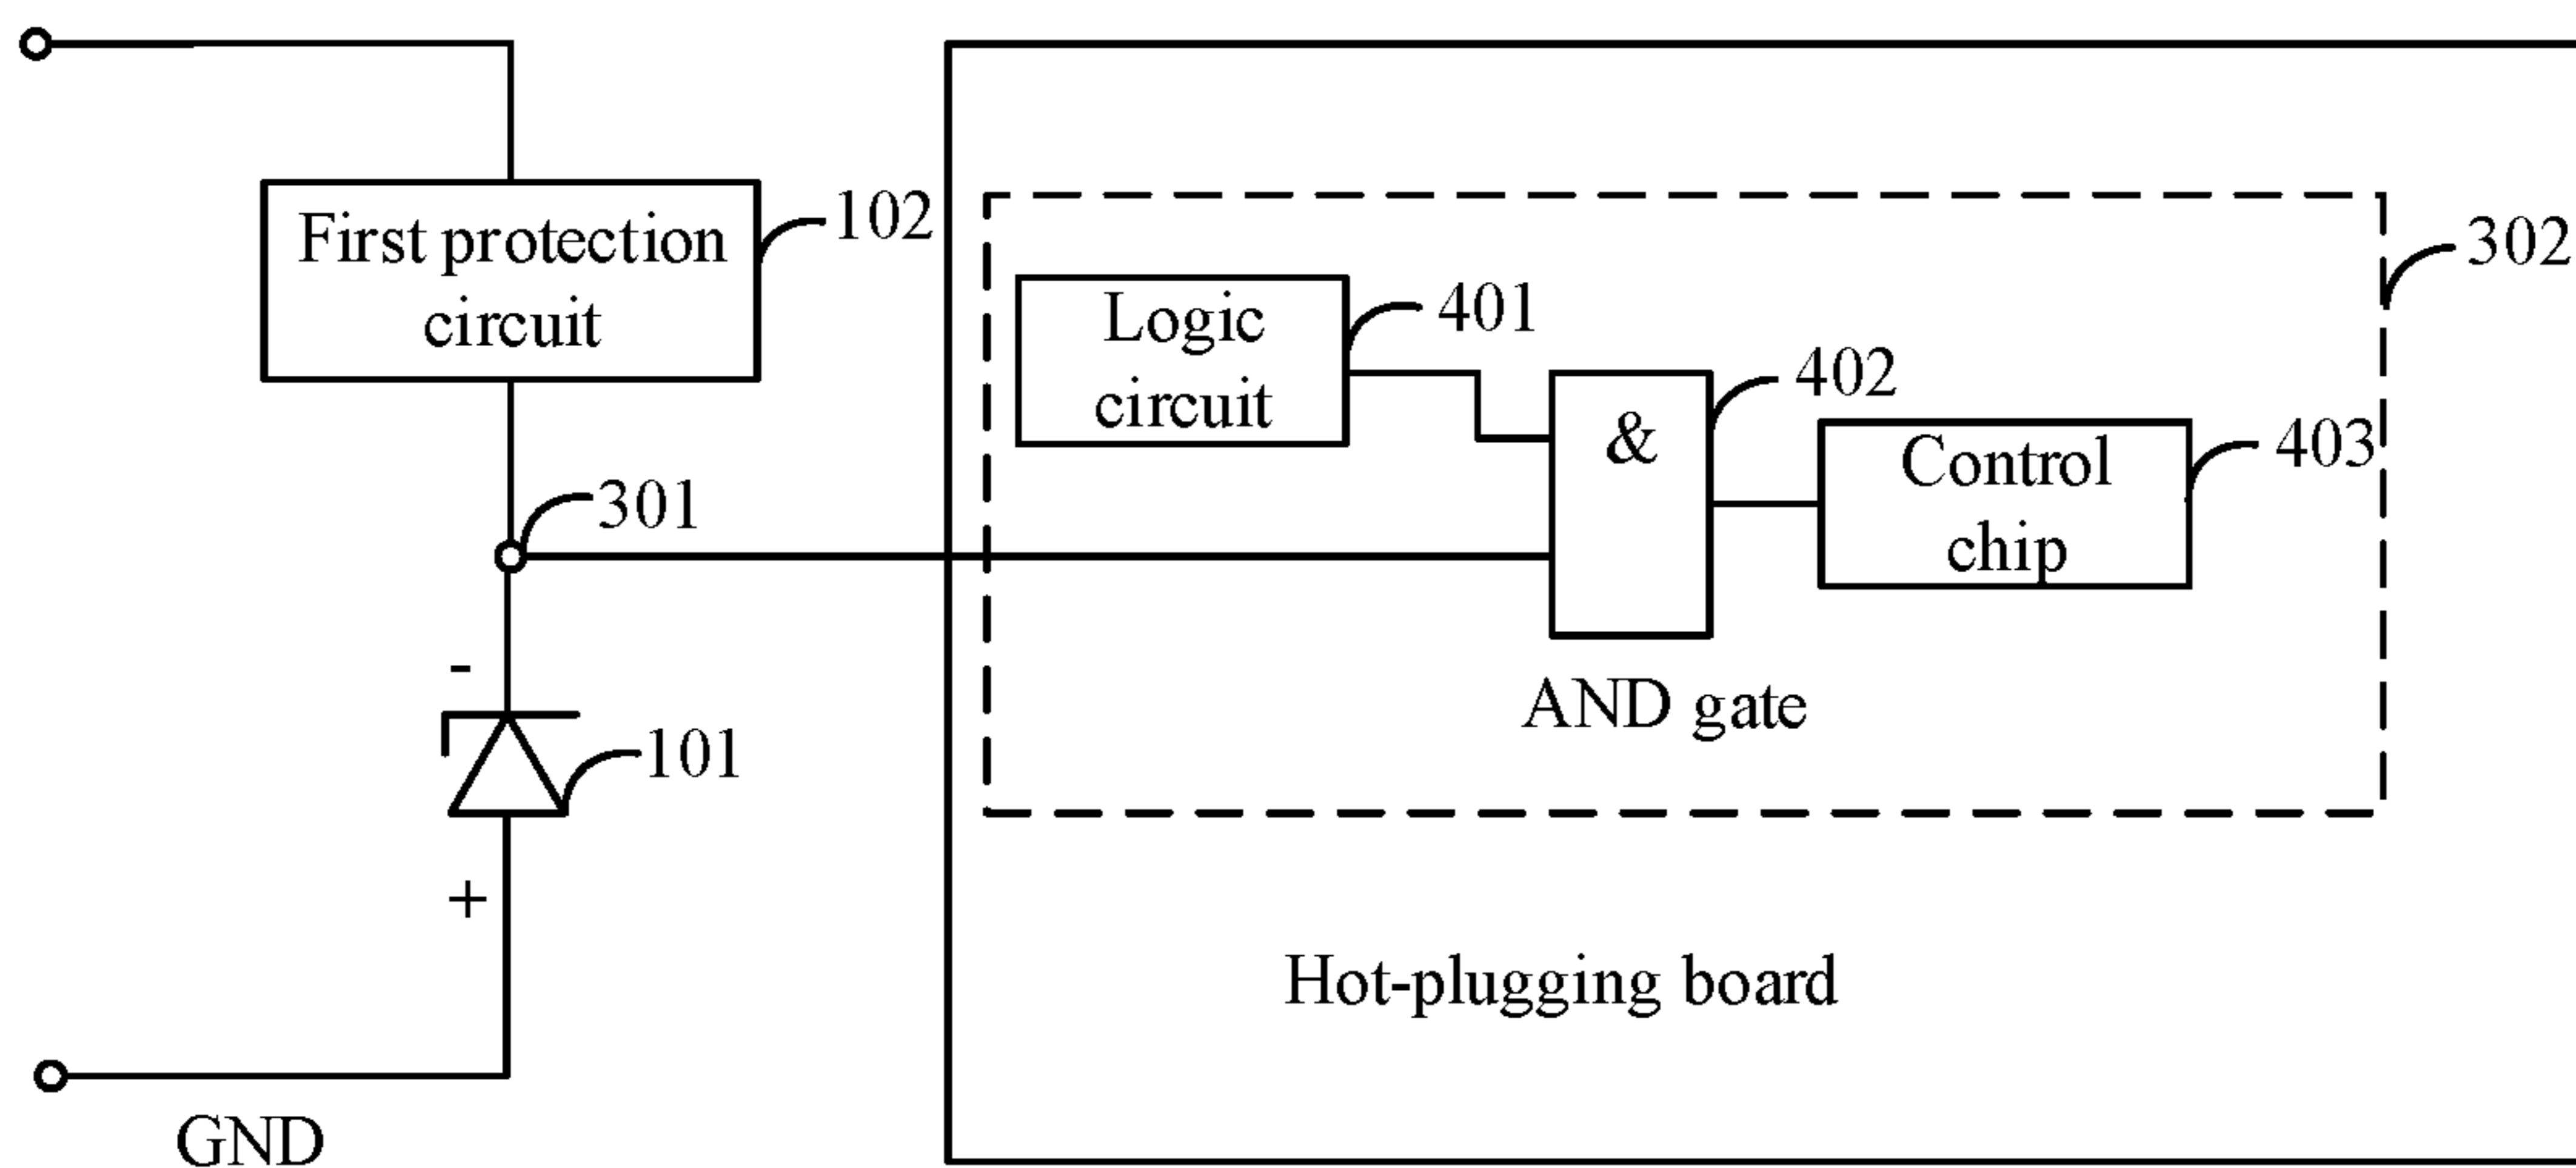 First protection
circuit
102
302
Logic
circuit
401
402
&
Control
chip
403
301
-
AND gate
101
+
Hot-plugging board
GND